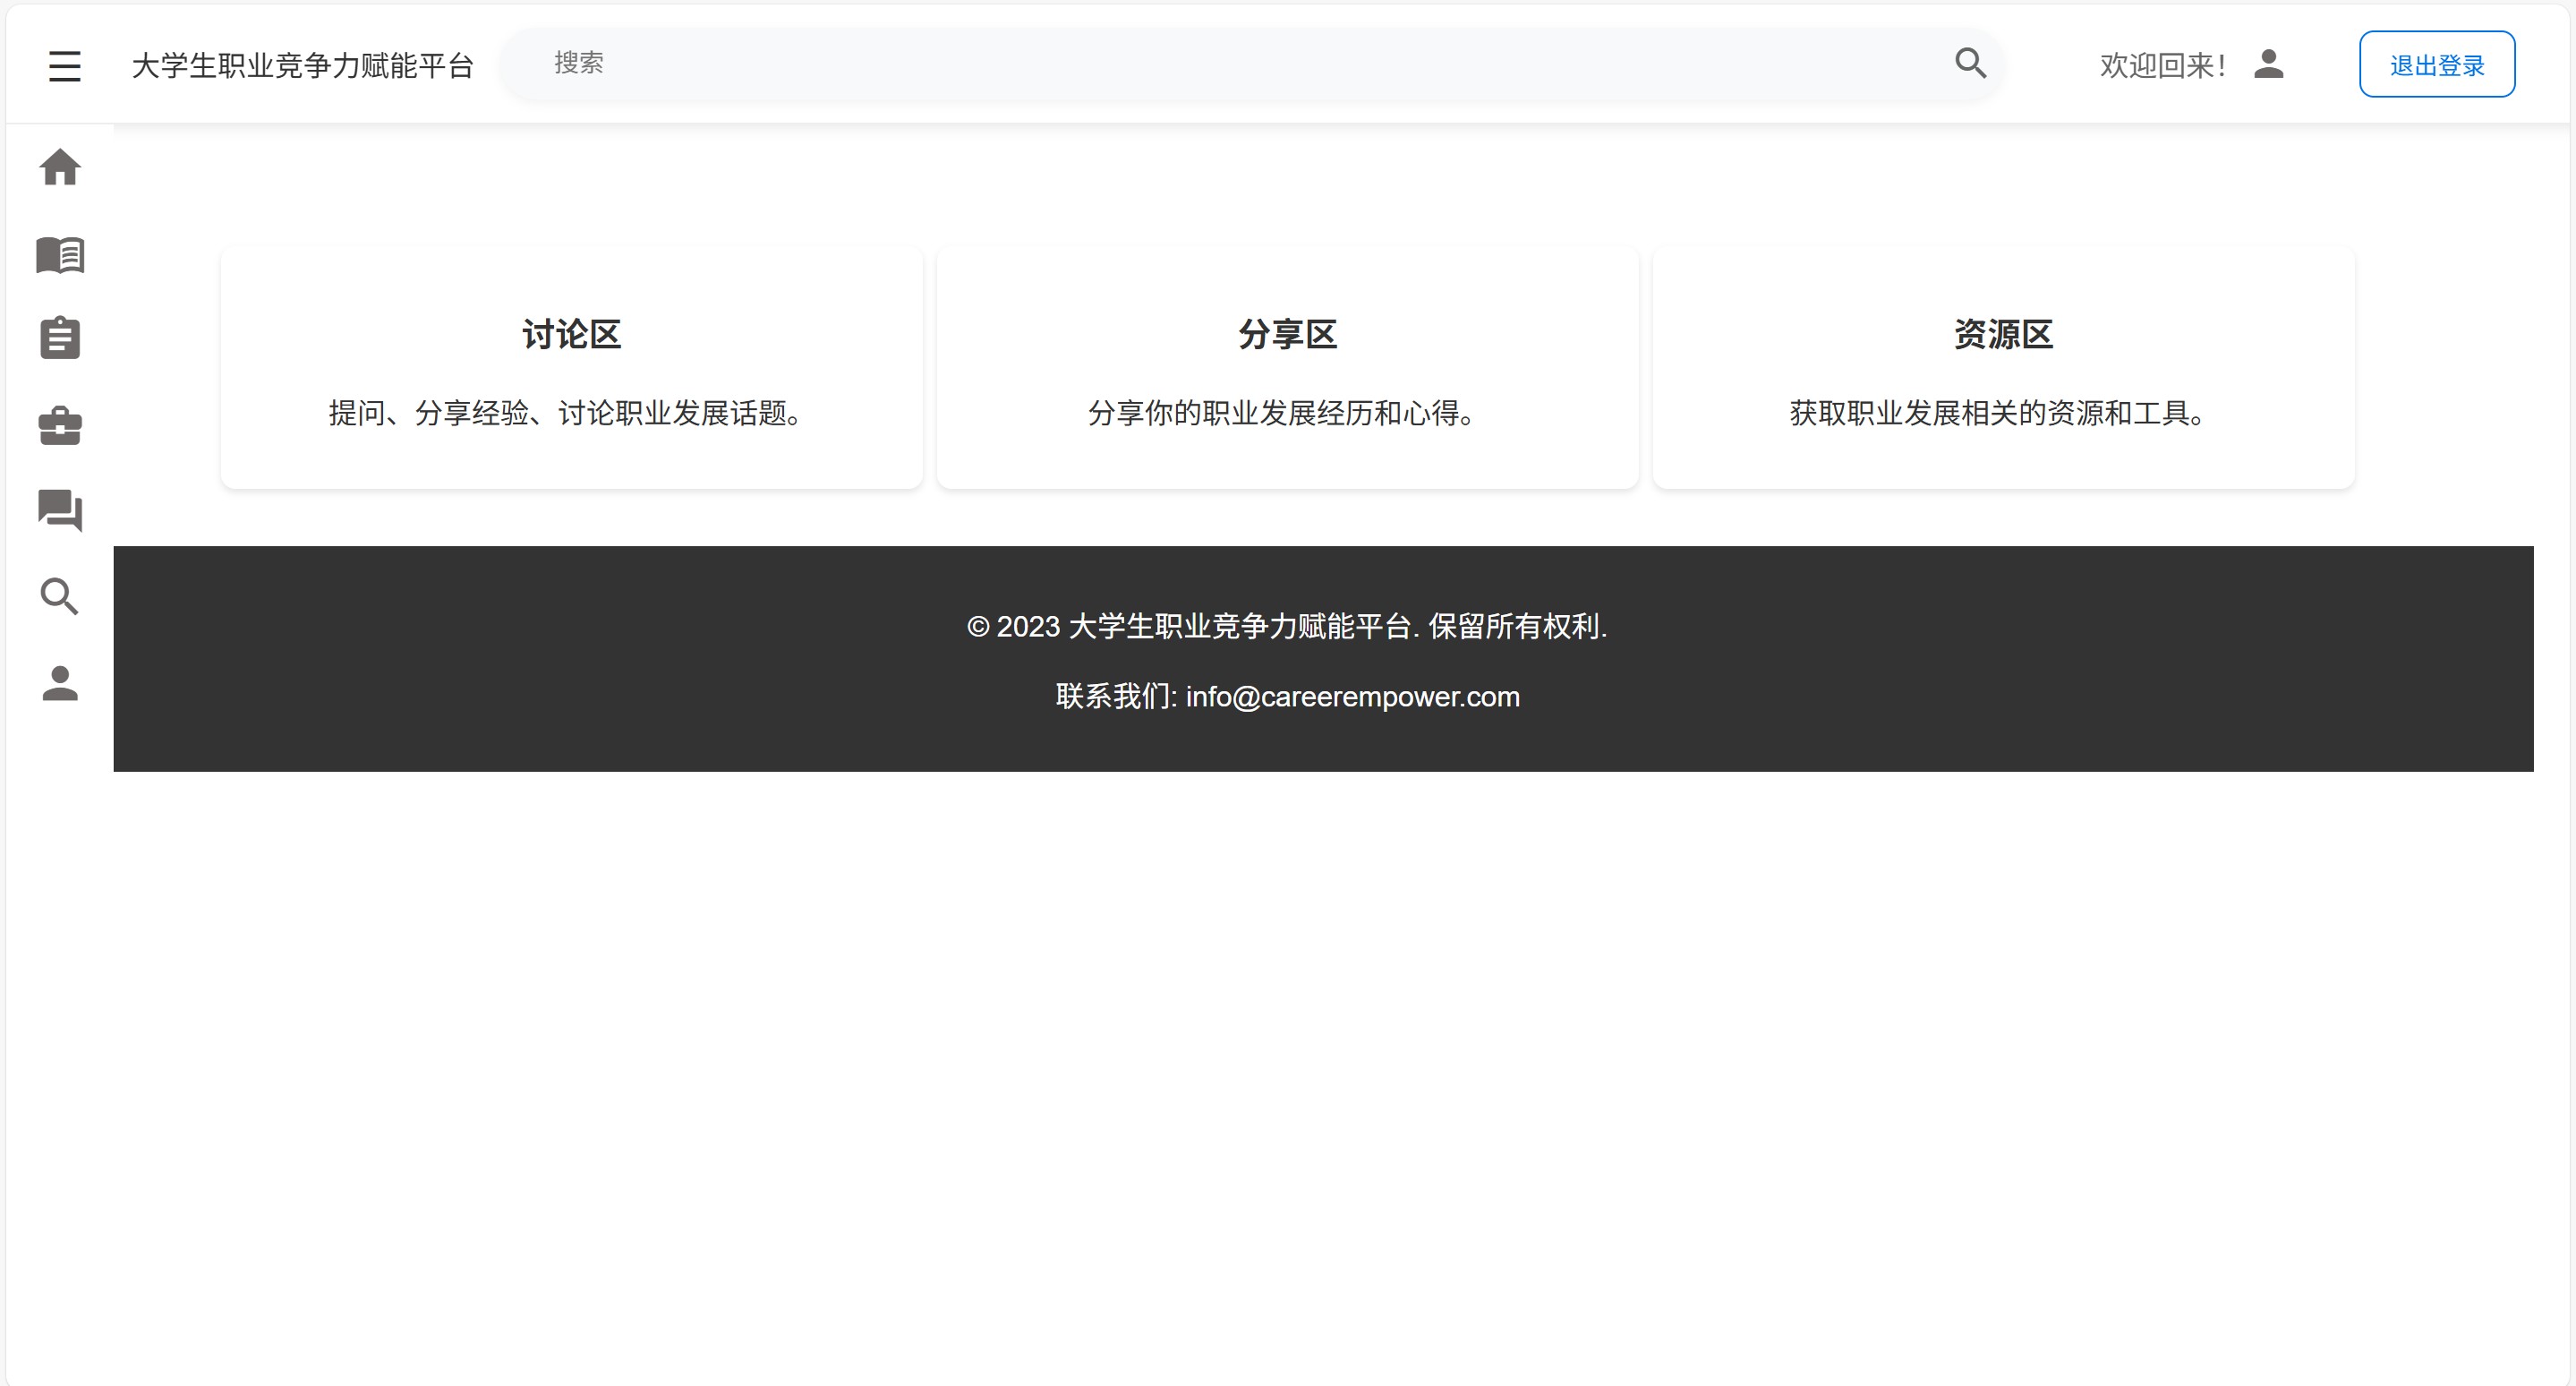 大学生职业竞争力赋能平台
搜索
欢迎回来!
退出登录
讨论区
提问、分享经验、讨论职业发展话题。
分享区
分享你的职业发展经历和心得。
资源区
获取职业发展相关的资源和工具。
© 2023 大学生职业竞争力赋能平台. 保留所有权利.
联系我们: info@careerempower.com